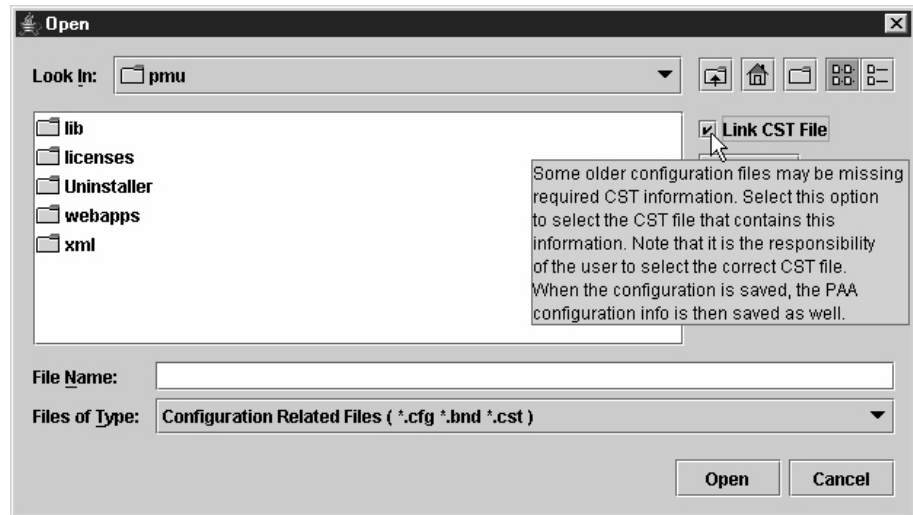 Open
Look In: pmu
lib
licenses
Uninstaller
webapps
xml
Link CST File
Some older configuration files may be missing
required CST information. Select this option
to select the CST file that contains this
information. Note that it is the responsibility
of the user to select the correct CST file.
When the configuration is saved, the PAA
configuration info is then saved as well.
File Name:
Files of Type: Configuration Related Files ( *.cfg *.bnd *.cst )
Open Cancel